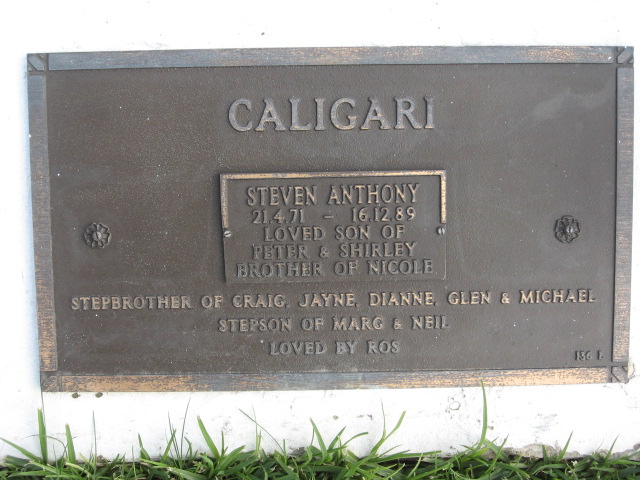 CALIGARI
STEVEN ANTHONY
21.4.71 – 16.12.89
LOVED SON OF
PETER & SHIRLEY
BROTHER OF NICOLE
STEPBROTHER OF CRAIG, JAYNE, DIANNE, GLEN & MICHAEL
STEPSON OF MARG & NEIL
LOVED BY ROS